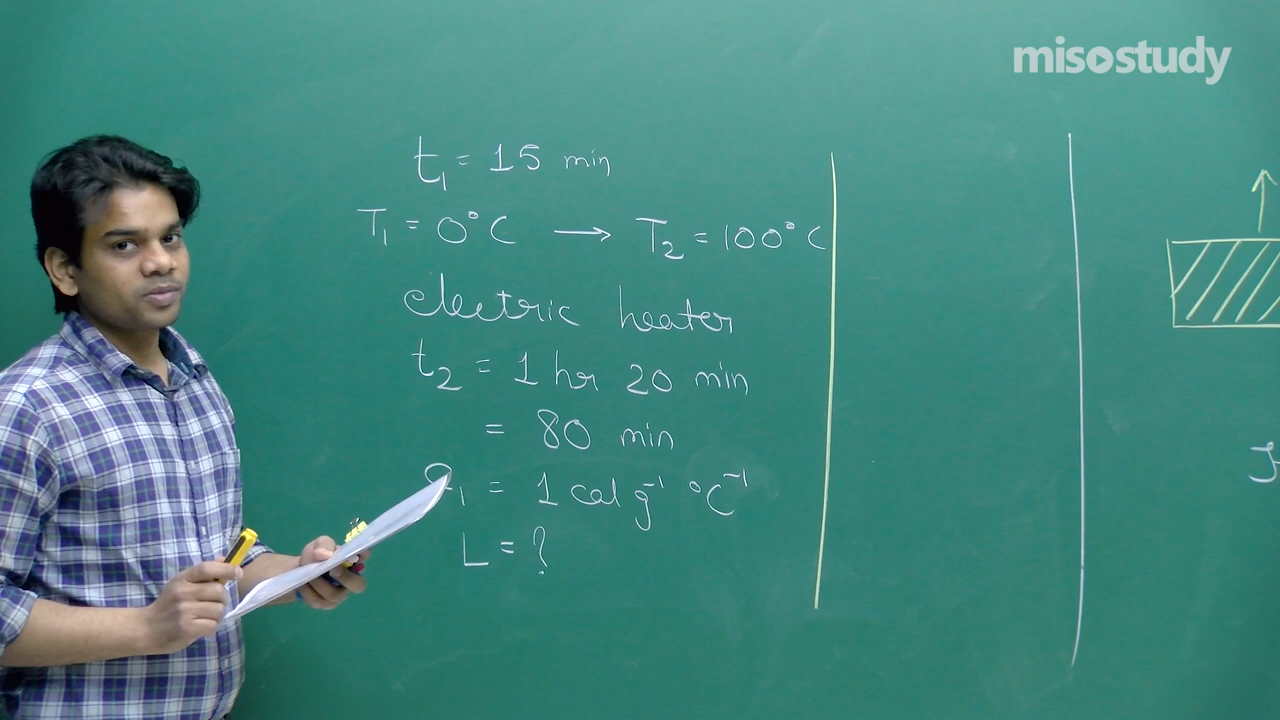 misostudy
t₁ = 15 min
T₁ = 0°C → T₂ = 100°C
electric heater
t₂ = 1 hr 20 min
= 80 min
₁ = 1 cal g⁻¹ °C⁻¹
L = ?